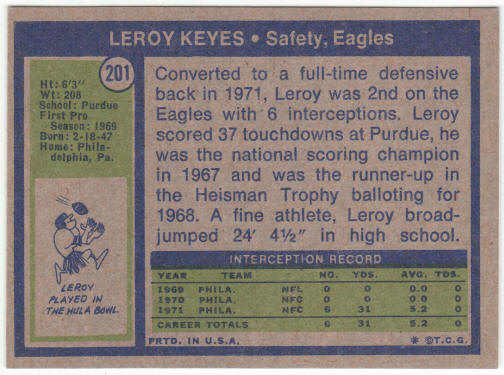 LEROY KEYES • Safety, Eagles
201
Ht: 6'3"
Wt: 208
School: Purdue
First Pro
Season: 1969
Born: 2-18-47
Home: Phila-
delphia, Pa.
LEROY
PLAYED IN
THE HULA BOWL.
Converted to a full-time defensive
back in 1971, Leroy was 2nd on the
Eagles with 6 interceptions. Leroy
scored 37 touchdowns at Purdue, he
was the national scoring champion
in 1967 and was the runner-up in
the Heisman Trophy balloting for
1968. A fine athlete, Leroy broad-
jumped 24' 4½" in high school.
INTERCEPTION RECORD
YEAR TEAM NO. YDS. AVG. TDS.
1969 PHILA. NFL 0 0 0.0 0
1970 PHILA. NFC 0 0 0.0 0
1971 PHILA. NFC 6 31 5.2 0
CAREER TOTALS 6 31 5.2 0
PRTD. IN U.S.A. * ©T.C.G.